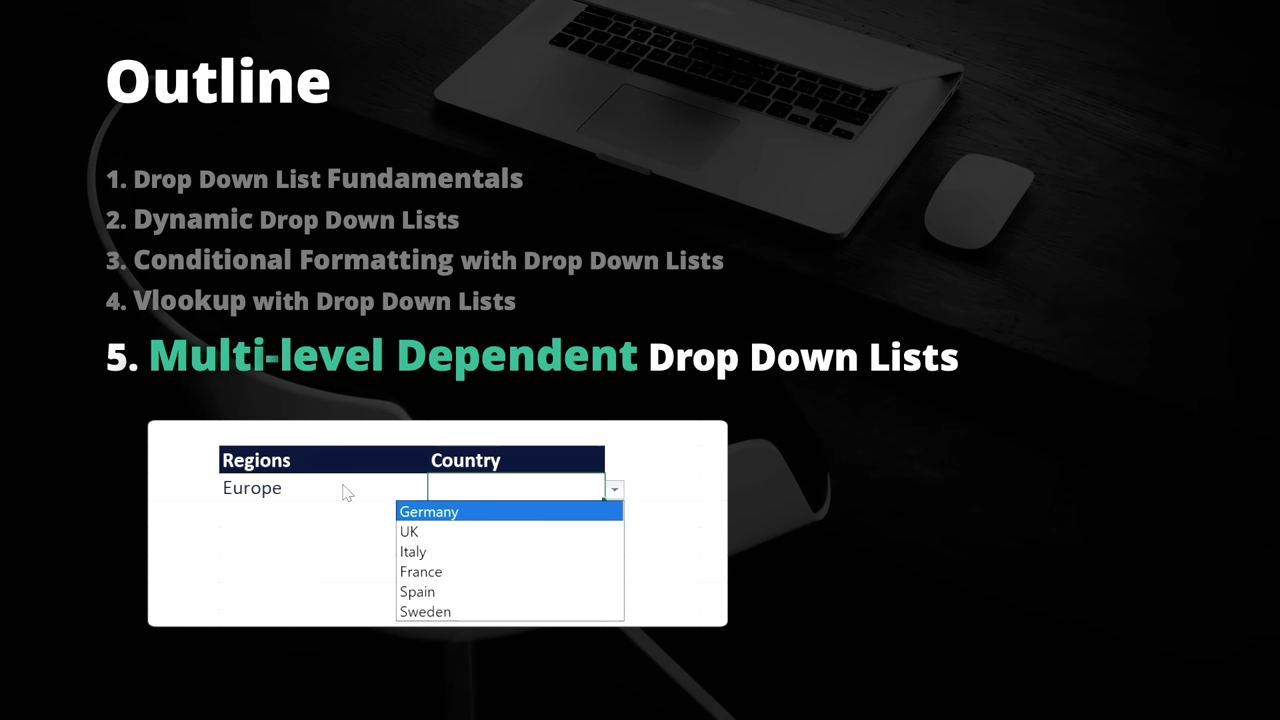 Outline
1. Drop Down List Fundamentals
2. Dynamic Drop Down Lists
3. Conditional Formatting with Drop Down Lists
4. Vlookup with Drop Down Lists
5. Multi-level Dependent Drop Down Lists
Regions Country
Europe
Germany
UK
Italy
France
Spain
Sweden